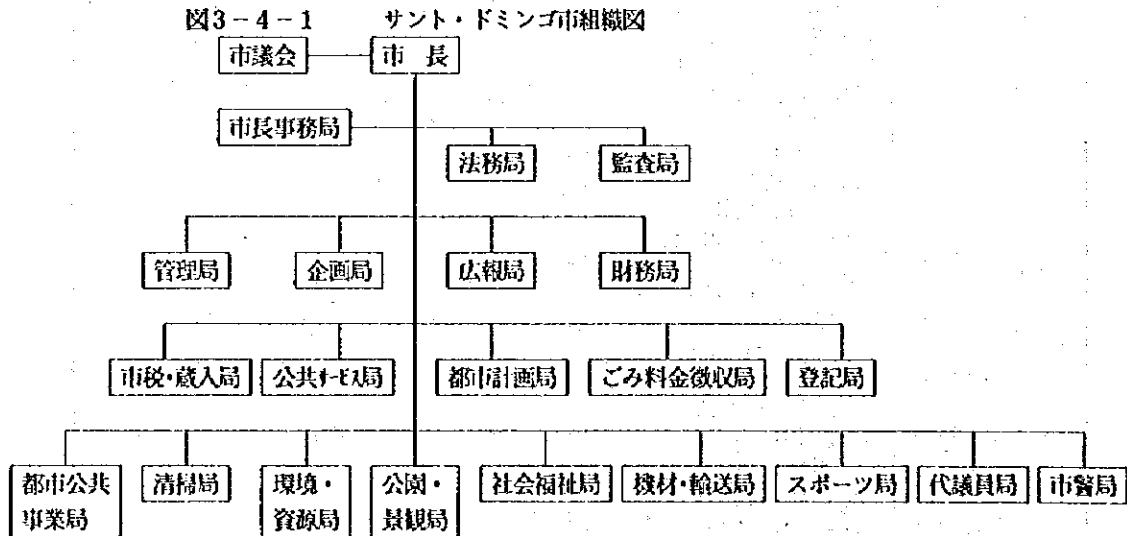 図3-4-1 サント・ドミンゴ市組織図
市議会 市長
市長事務局
法務局 監査局
管理局 企画局 広報局 財務局
市税・蔵入局 公共サービス局 都市計画局 ごみ料金徴収局 登記局
都市公共事業局 清掃局 環境・資源局 公園・景観局 社会福祉局 機材・輸送局 スポーツ局 代議員局 市警局